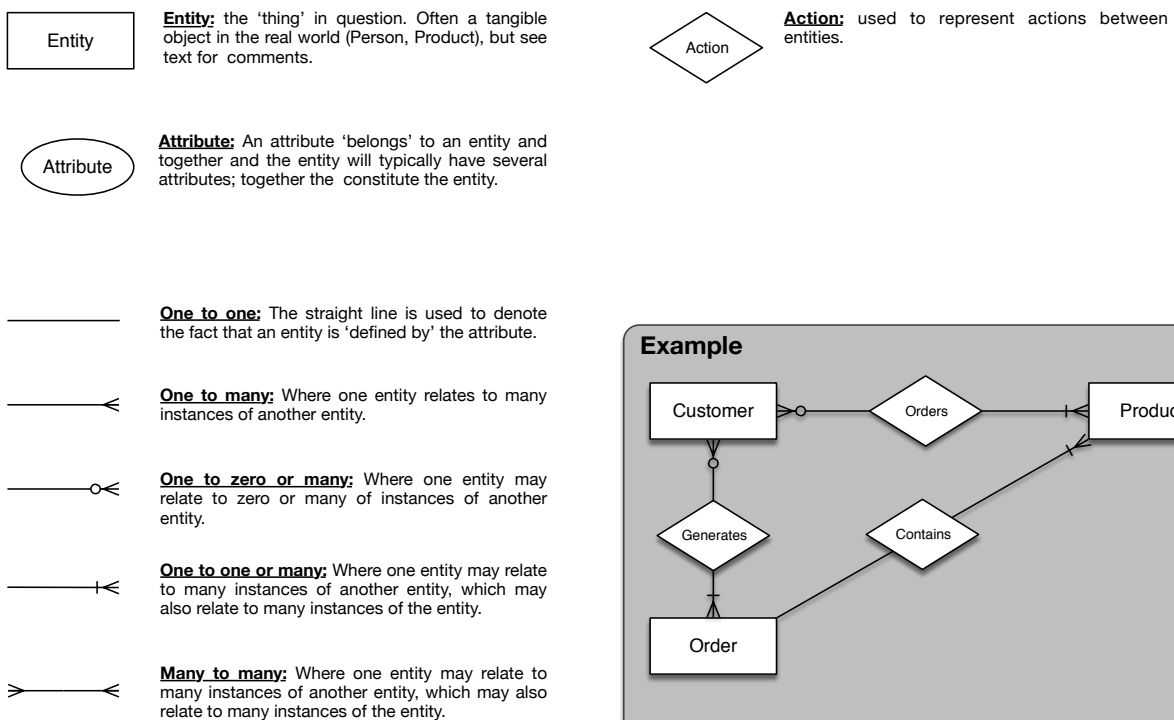 Entity
Entity: the ‘thing’ in question. Often a tangible
object in the real world (Person, Product), but see
text for comments.
Action
Action: used to represent actions between
entities.
Attribute
Attribute: An attribute ‘belongs’ to an entity and
together and the entity will typically have several
attributes; together the constitute the entity.
One to one: The straight line is used to denote
the fact that an entity is ‘defined by’ the attribute.
One to many: Where one entity relates to many
instances of another entity.
One to zero or many: Where one entity may
relate to zero or many of instances of another
entity.
One to one or many: Where one entity may relate
to many instances of another entity, which may
also relate to many instances of the entity.
Many to many: Where one entity may relate to
many instances of another entity, which may also
relate to many instances of the entity.
Example
Customer
Orders
Produc
Generates
Contains
Order